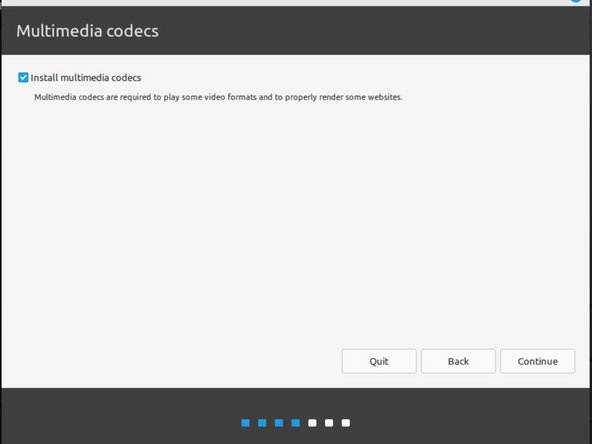 Multimedia codecs
Install multimedia codecs
Multimedia codecs are required to play some video formats and to properly render some websites.
Quit
Back
Continue